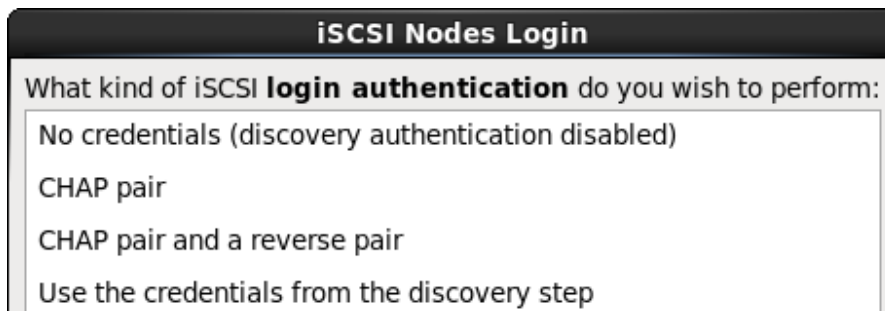 iSCSI Nodes Login
What kind of iSCSI login authentication do you wish to perform:
No credentials (discovery authentication disabled)
CHAP pair
CHAP pair and a reverse pair
Use the credentials from the discovery step